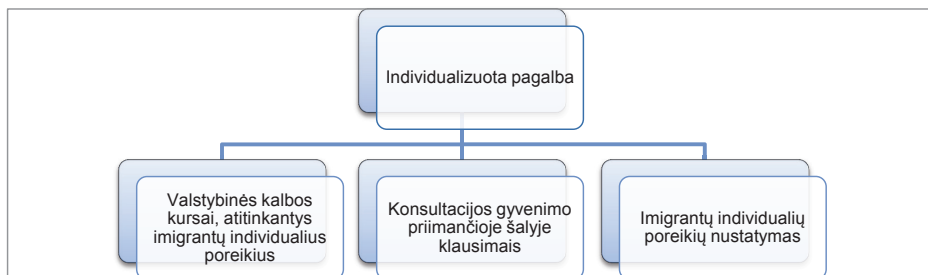 Individualizuota pagalba
Valstybinės kalbos
kursai, atitinkantys
imigrantų individualius
poreikius
Konsultacijos gyvenimo
priimančioje šalyje
klausimais
Imigrantų individualių
poreikių nustatymas